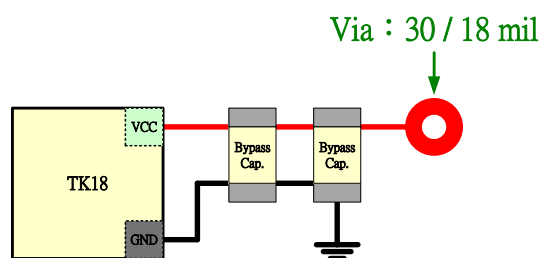 Via：30 / 18 mil
VCC
Bypass
Cap.
Bypass
Cap.
TK18
GND